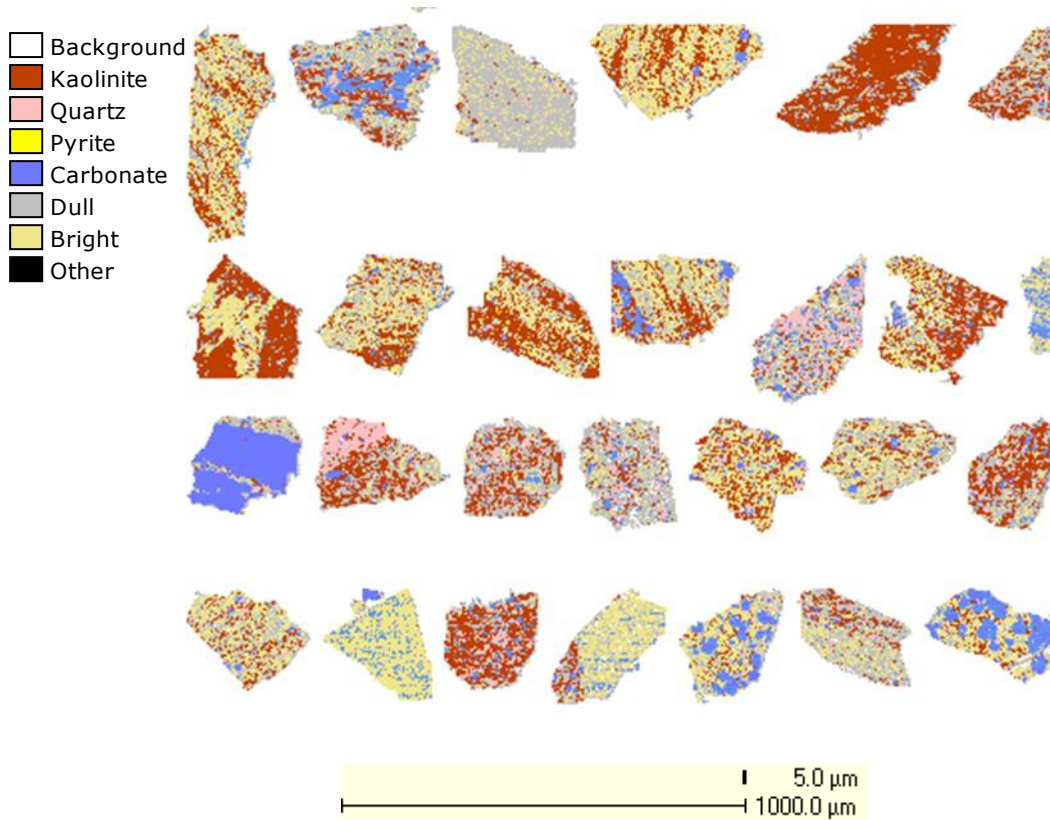 Background
Kaolinite
Quartz
Pyrite
Carbonate
Dull
Bright
Other
5.0 µm
1000.0 µm